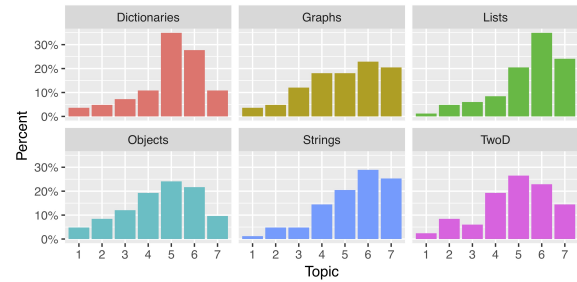 Dictionaries Graphs Lists
30%
20%
10%
0%
Objects Strings TwoD
30%
20%
10%
0%
1 2 3 4 5 6 7 1 2 3 4 5 6 7 1 2 3 4 5 6 7
Topic
Percent